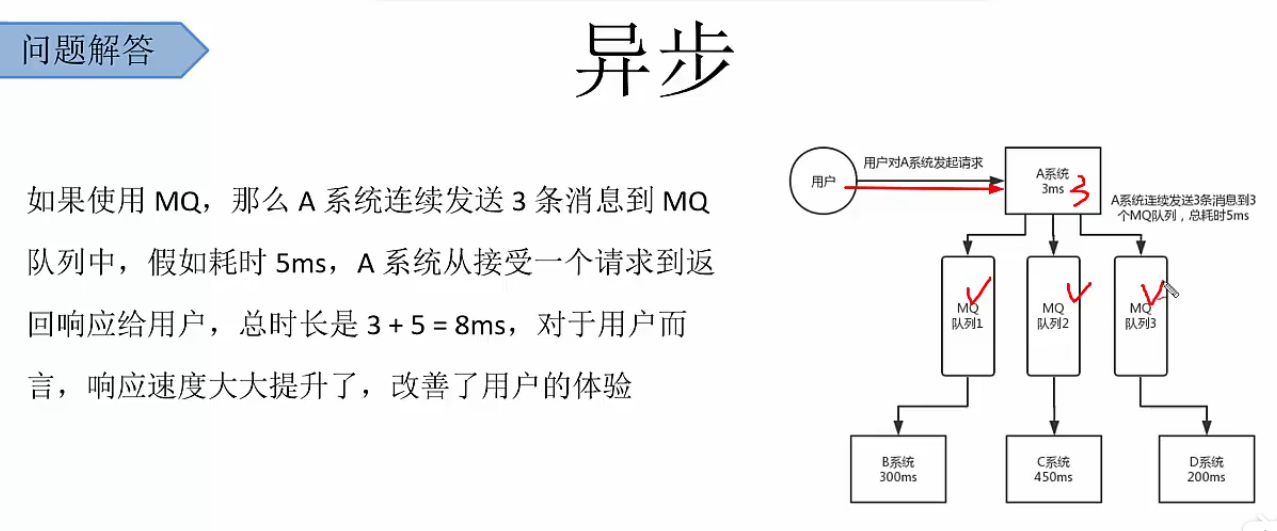 问题解答
异步
如果使用 MQ，那么 A 系统连续发送 3 条消息到 MQ
队列中，假如耗时 5ms，A 系统从接受一个请求到返
回响应给用户，总时长是 3 + 5 = 8ms，对于用户而
言，响应速度大大提升了，改善了用户的体验
用户
用户对A系统发起请求
A系统
3ms
3
A系统连续发送3条消息到3
个MQ队列，总耗时5ms
MQ
队列1
MQ
队列2
MQ
队列3
B系统
300ms
C系统
450ms
D系统
200ms